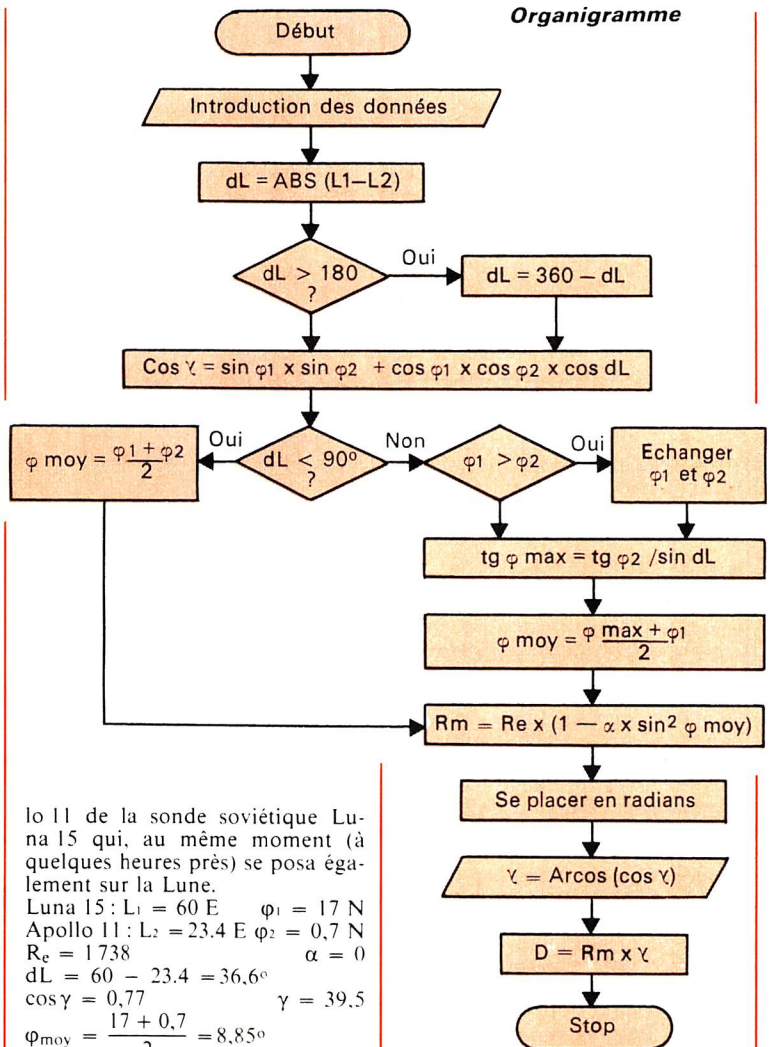 Organigramme
Début
Introduction des données
dL = ABS (L1—L2)
dL > 180
?
Oui
dL = 360 — dL
Cos γ = sin φ1 x sin φ2 + cos φ1 x cos φ2 x cos dL
φ moy = φ1 + φ2
2
Oui
dL < 90º
?
Non
φ1 > φ2
Oui
Echanger
φ1 et φ2
tg φ max = tg φ2 /sin dL
φ moy = φ max + φ1
2
Rm = Re x (1 — α x sin² φ moy)
Se placer en radians
γ = Arcos (cos γ)
D = Rm x γ
Stop
lo 11 de la sonde soviétique Lu-
na 15 qui, au même moment (à
quelques heures près) se posa éga-
lement sur la Lune.
Luna 15 : L₁ = 60 E φ₁ = 17 N
Apollo 11 : L₂ = 23.4 E φ₂ = 0,7 N
Rₑ = 1738 α = 0
dL = 60 − 23.4 = 36,6º
cos γ = 0,77 γ = 39.5
φmoy = 17 + 0,7 = 8,85º